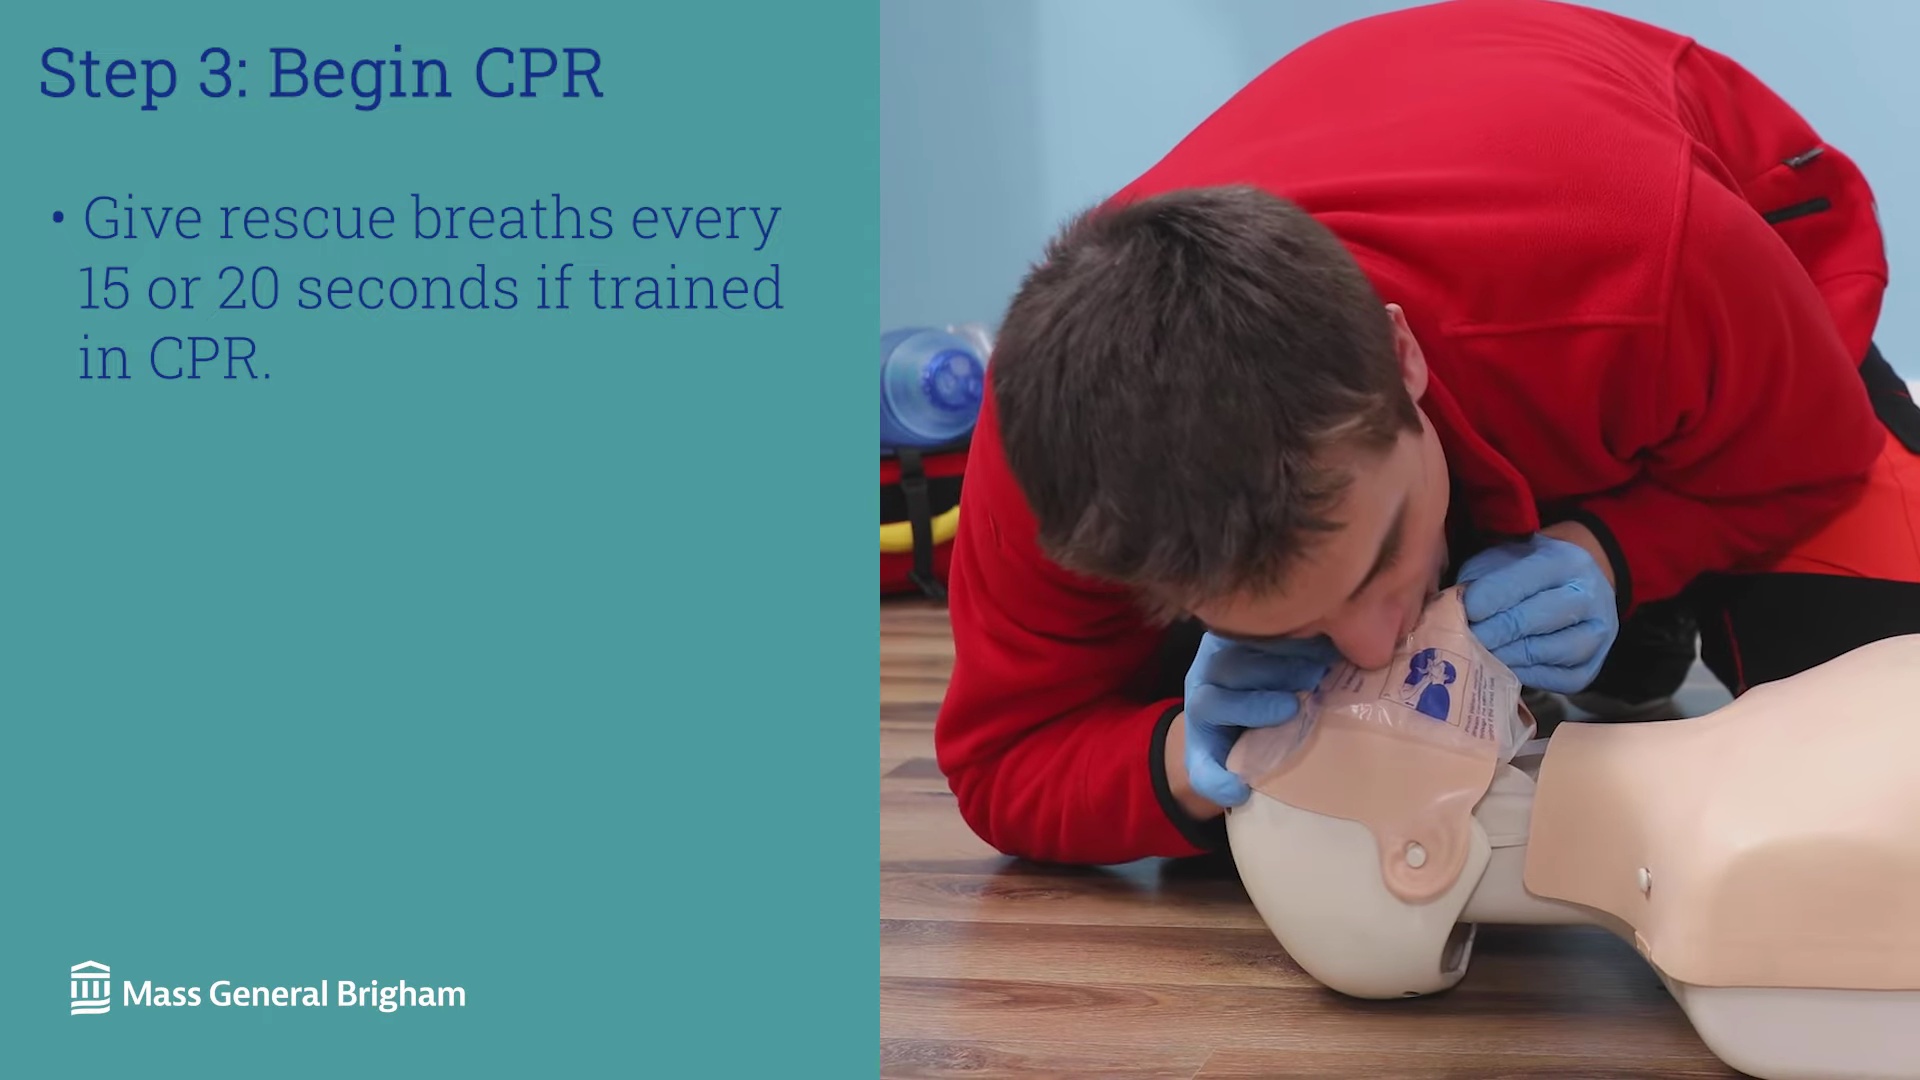 Step 3: Begin CPR
• Give rescue breaths every
15 or 20 seconds if trained
in CPR.
Mass General Brigham